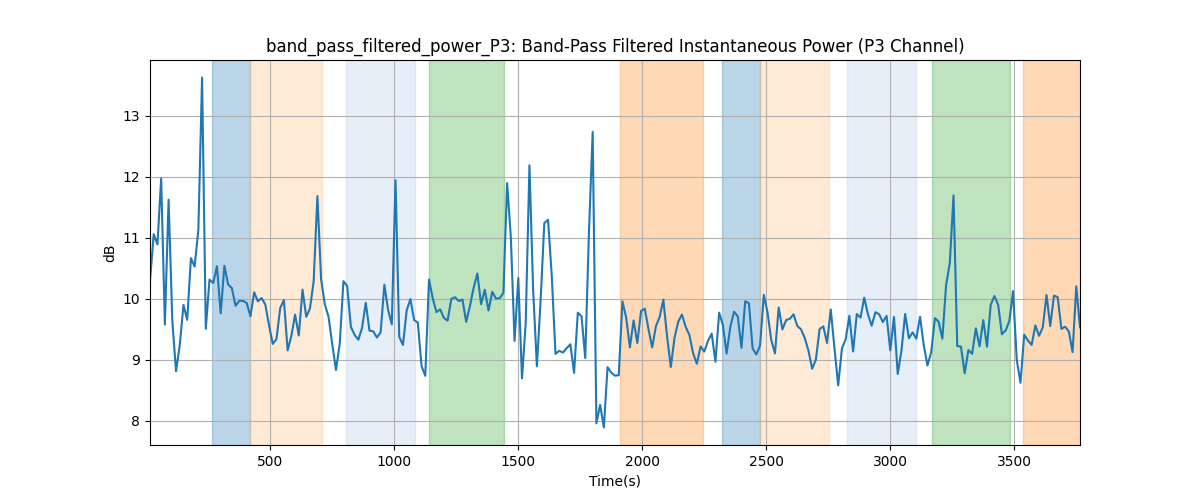 band_pass_filtered_power_P3: Band-Pass Filtered Instantaneous Power (P3 Channel)
13
12
11
10
9
8
dB
500 1000 1500 2000 2500 3000 3500
Time(s)